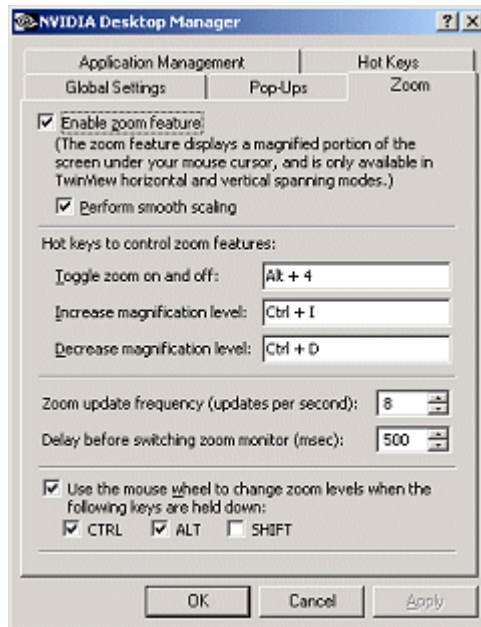 NVIDIA Desktop Manager
Application Management Hot Keys
Global Settings Pop-Ups Zoom
Enable zoom feature
(The zoom feature displays a magnified portion of the
screen under your mouse cursor, and is only available in
TwinView horizontal and vertical spanning modes.)
Perform smooth scaling
Hot keys to control zoom features:
Toggle zoom on and off: Alt + 4
Increase magnification level: Ctrl + I
Decrease magnification level: Ctrl + D
Zoom update frequency (updates per second): 8
Delay before switching zoom monitor (msec): 500
Use the mouse wheel to change zoom levels when the
following keys are held down:
CTRL ALT SHIFT
OK Cancel Apply